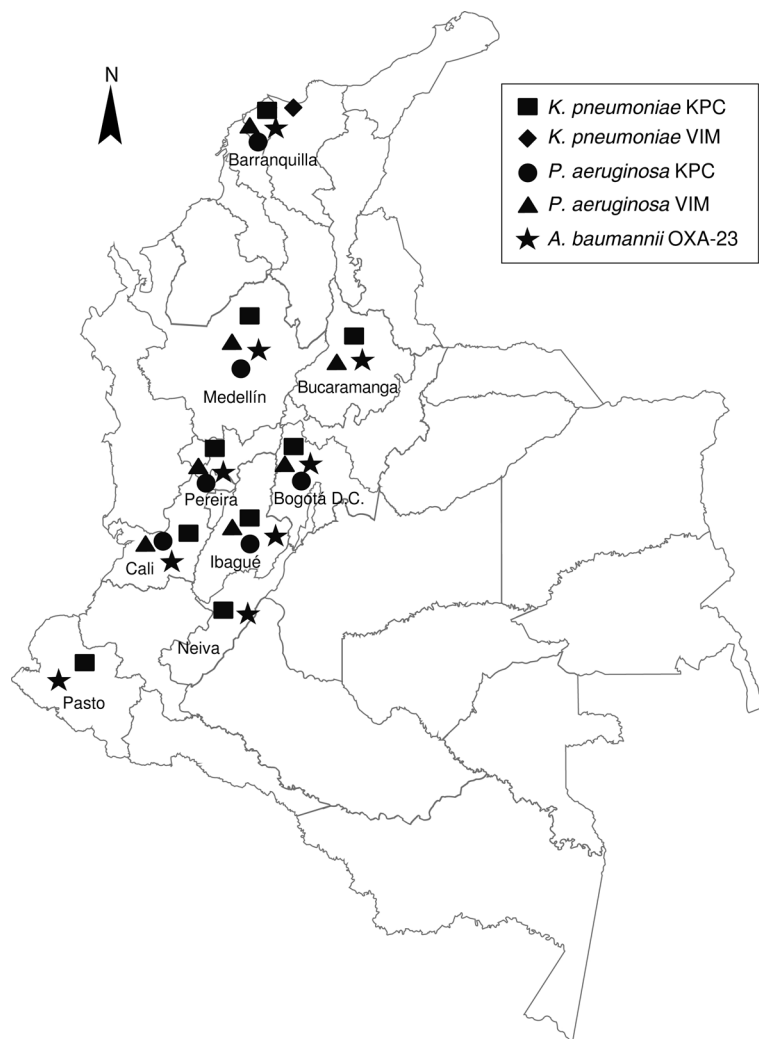 N
K. pneumoniae KPC
K. pneumoniae VIM
P. aeruginosa KPC
P. aeruginosa VIM
A. baumannii OXA-23
Barranquilla
Medellín
Bucaramanga
Pereira
Bogotá D.C.
Cali
Ibagué
Neiva
Pasto